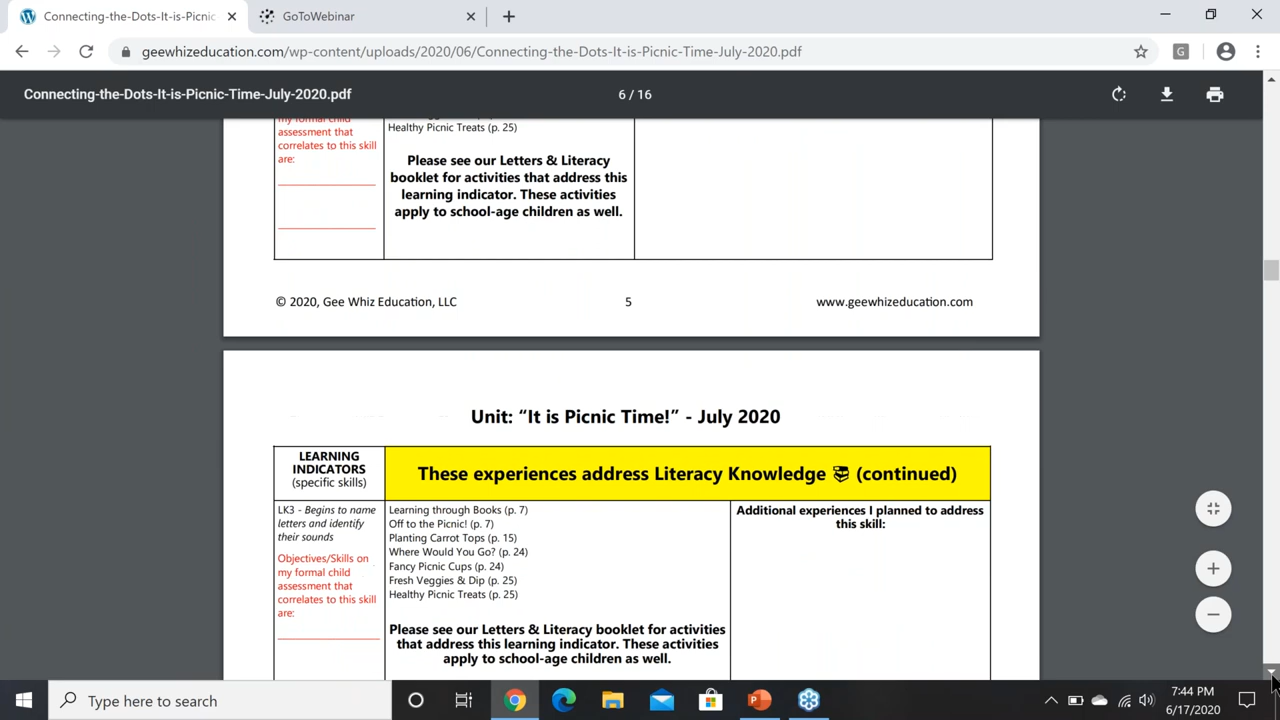 Connecting-the-Dots-It-is-Picnic
GoToWebinar
geewhizeducation.com/wp-content/uploads/2020/06/Connecting-the-Dots-It-is-Picnic-Time-July-2020.pdf
G
Connecting-the-Dots-It-is-Picnic-Time-July-2020.pdf
6 / 16
my formal child
assessment that
correlates to this skill
are:
Healthy Picnic Treats (p. 25)
Please see our Letters & Literacy
booklet for activities that address this
learning indicator. These activities
apply to school-age children as well.
© 2020, Gee Whiz Education, LLC
5
www.geewhizeducation.com
Unit: “It is Picnic Time!” - July 2020
LEARNING
INDICATORS
(specific skills)
These experiences address Literacy Knowledge (continued)
LK3 - Begins to name
letters and identify
their sounds
Objectives/Skills on
my formal child
assessment that
correlates to this skill
are:
Learning through Books (p. 7)
Off to the Picnic! (p. 7)
Planting Carrot Tops (p. 15)
Where Would You Go? (p. 24)
Fancy Picnic Cups (p. 24)
Fresh Veggies & Dip (p. 25)
Healthy Picnic Treats (p. 25)
Please see our Letters & Literacy booklet for activities
that address this learning indicator. These activities
apply to school-age children as well.
Additional experiences I planned to address
this skill:
Type here to search
7:44 PM
6/17/2020